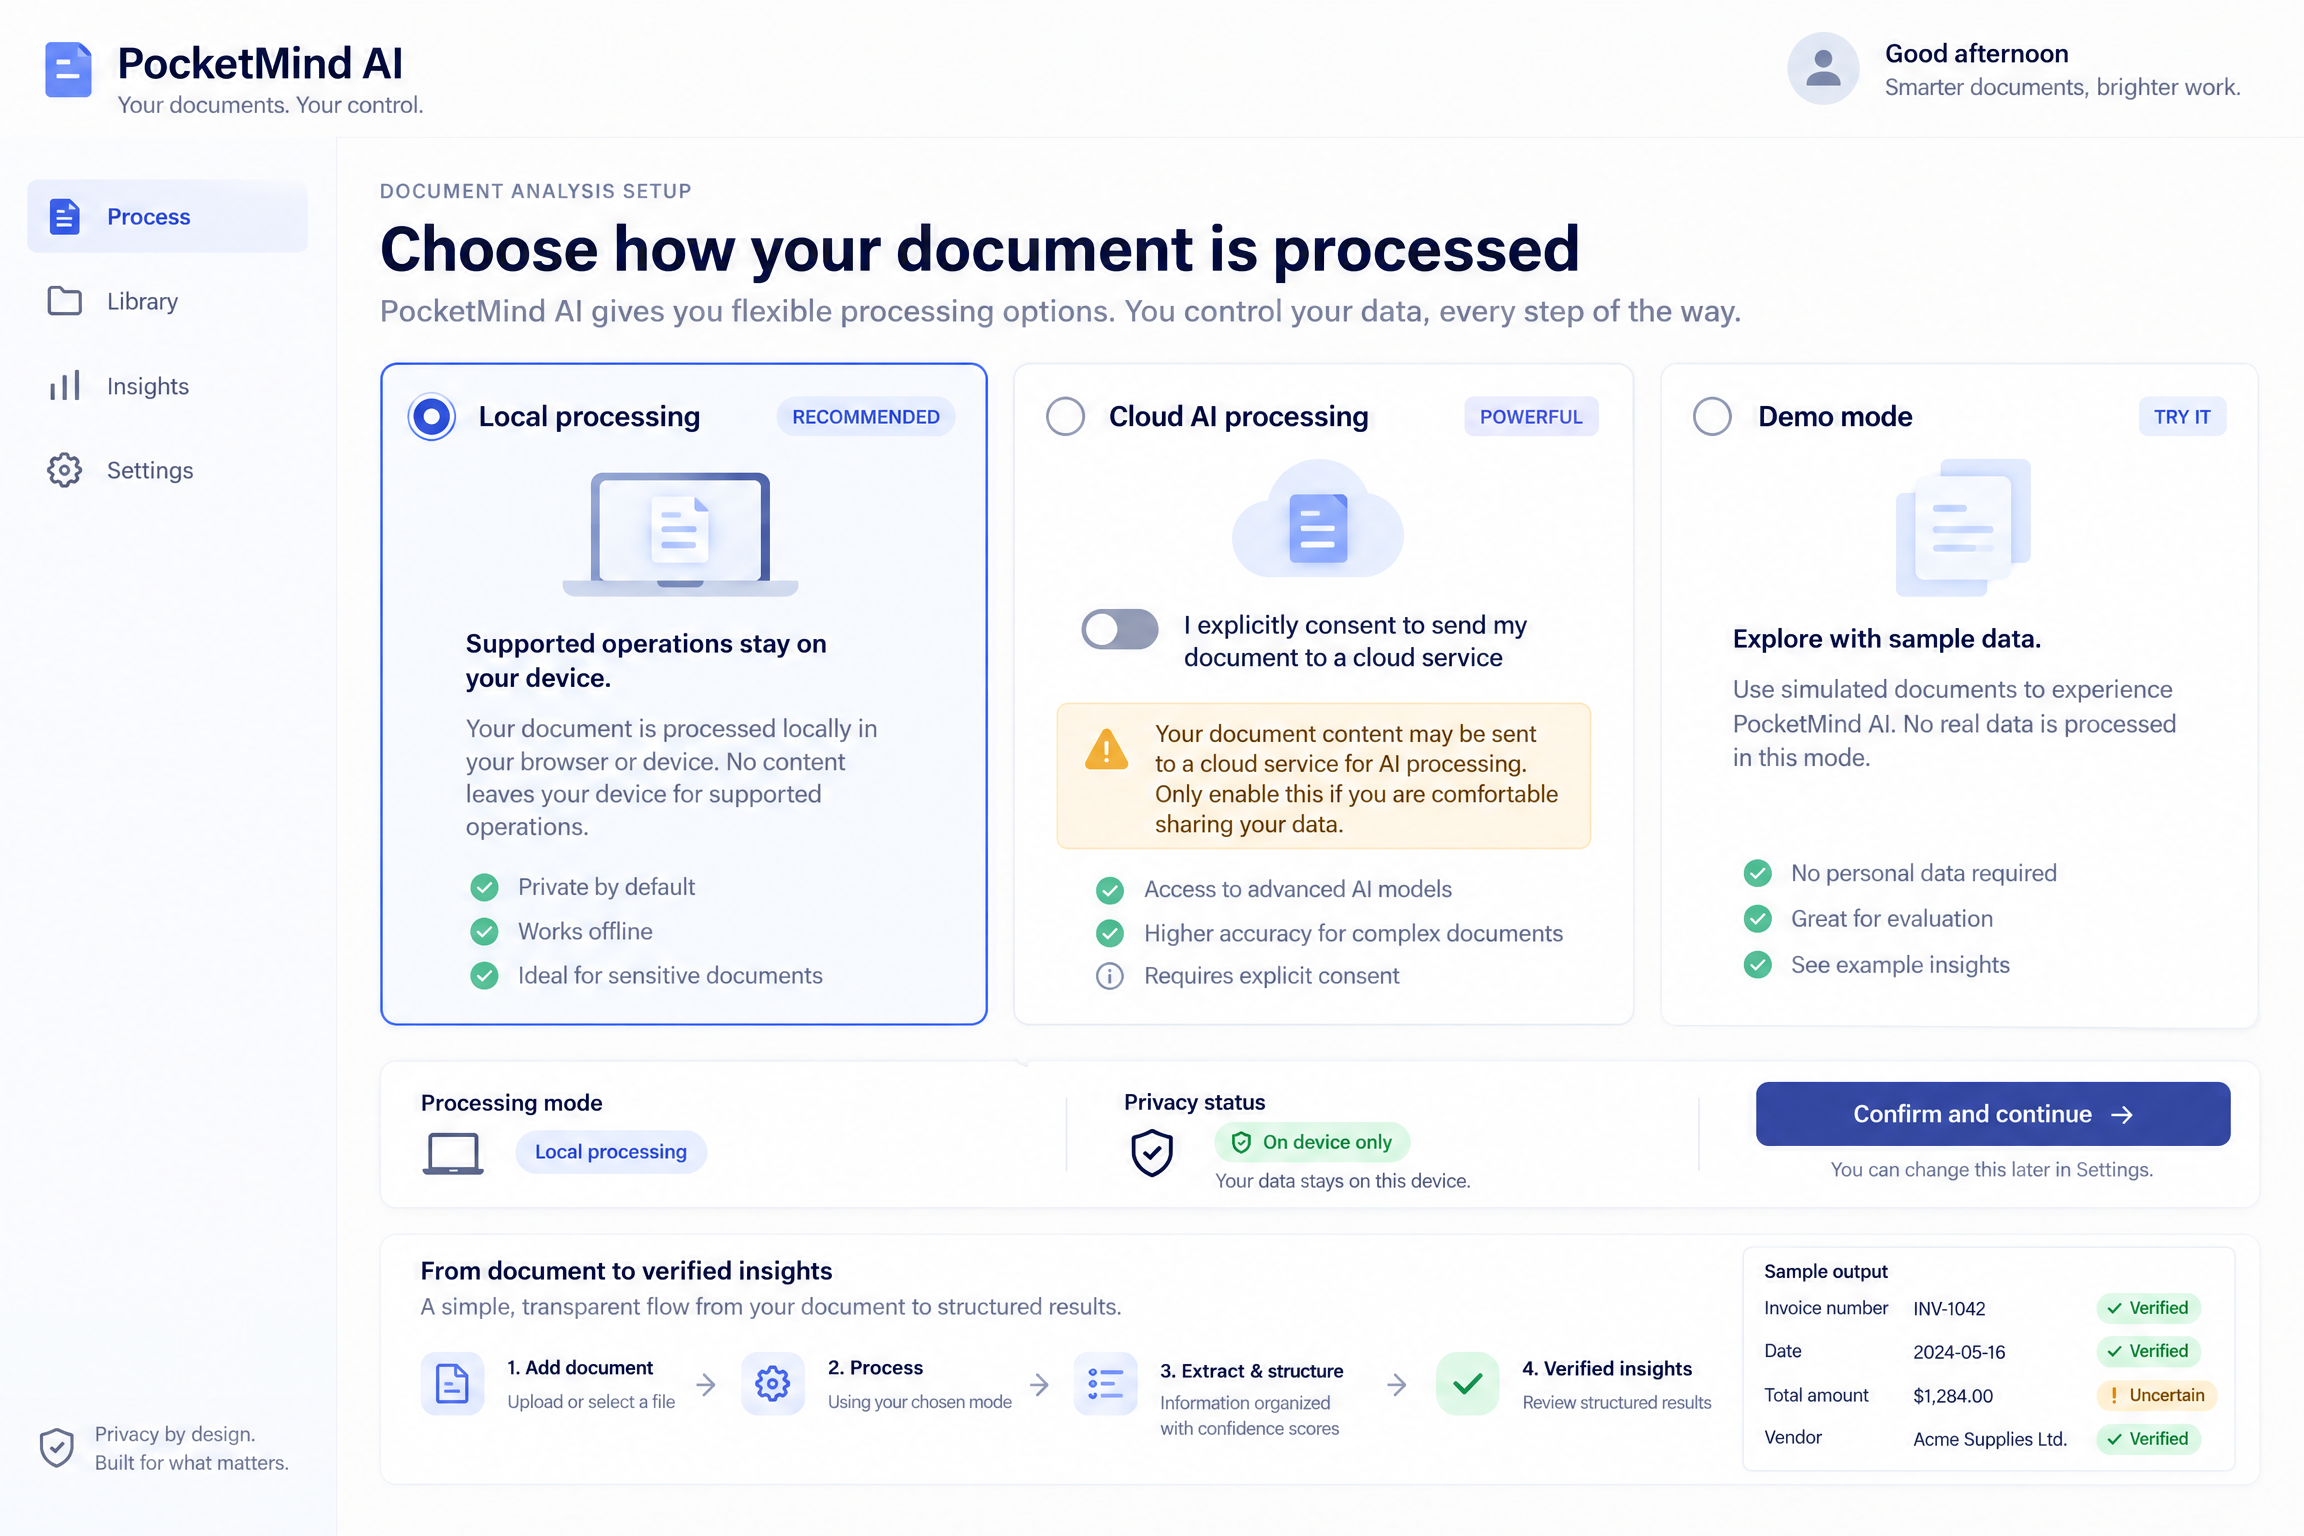 PocketMind AI
Your documents. Your control.
Good afternoon
Smarter documents, brighter work.
Process
Library
Insights
Settings
Privacy by design.
Built for what matters.
DOCUMENT ANALYSIS SETUP
Choose how your document is processed
PocketMind AI gives you flexible processing options. You control your data, every step of the way.
Local processing
RECOMMENDED
Supported operations stay on
your device.
Your document is processed locally in
your browser or device. No content
leaves your device for supported
operations.
Private by default
Works offline
Ideal for sensitive documents
Cloud AI processing
POWERFUL
I explicitly consent to send my
document to a cloud service
Your document content may be sent
to a cloud service for AI processing.
Only enable this if you are comfortable
sharing your data.
Access to advanced AI models
Higher accuracy for complex documents
Requires explicit consent
Demo mode
TRY IT
Explore with sample data.
Use simulated documents to experience
PocketMind AI. No real data is processed
in this mode.
No personal data required
Great for evaluation
See example insights
Processing mode
Local processing
Privacy status
On device only
Your data stays on this device.
Confirm and continue →
You can change this later in Settings.
From document to verified insights
A simple, transparent flow from your document to structured results.
1. Add document
Upload or select a file
2. Process
Using your chosen mode
3. Extract & structure
Information organized
with confidence scores
4. Verified insights
Review structured results
Sample output
Invoice number INV-1042 Verified
Date 2024-05-16 Verified
Total amount $1,284.00 Uncertain
Vendor Acme Supplies Ltd. Verified